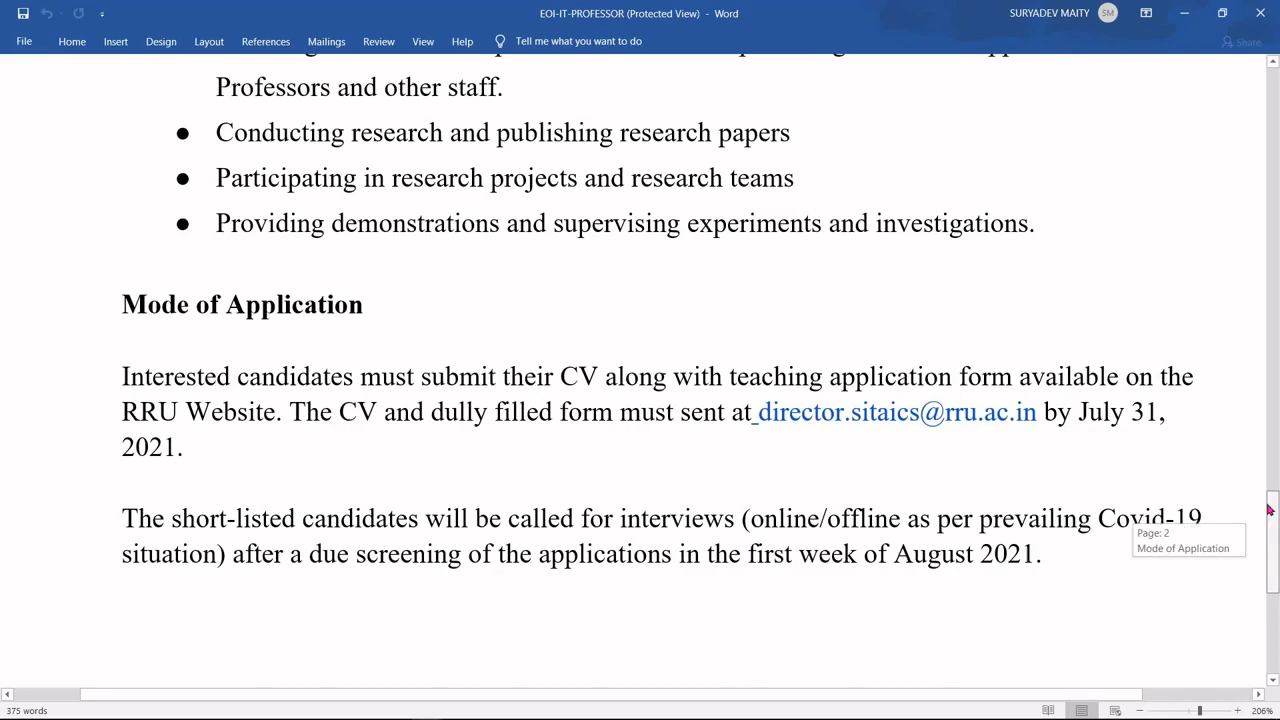 EOI-IT-PROFESSOR (Protected View) - Word
SURYADEV MAITY SM
File Home Insert Design Layout References Mailings Review View Help Tell me what you want to do Share
Professors and other staff.
● Conducting research and publishing research papers
● Participating in research projects and research teams
● Providing demonstrations and supervising experiments and investigations.
Mode of Application
Interested candidates must submit their CV along with teaching application form available on the
RRU Website. The CV and dully filled form must sent at director.sitaics@rru.ac.in by July 31,
2021.
The short-listed candidates will be called for interviews (online/offline as per prevailing Covid-19
situation) after a due screening of the applications in the first week of August 2021.
Page: 2
Mode of Application
375 words
206%